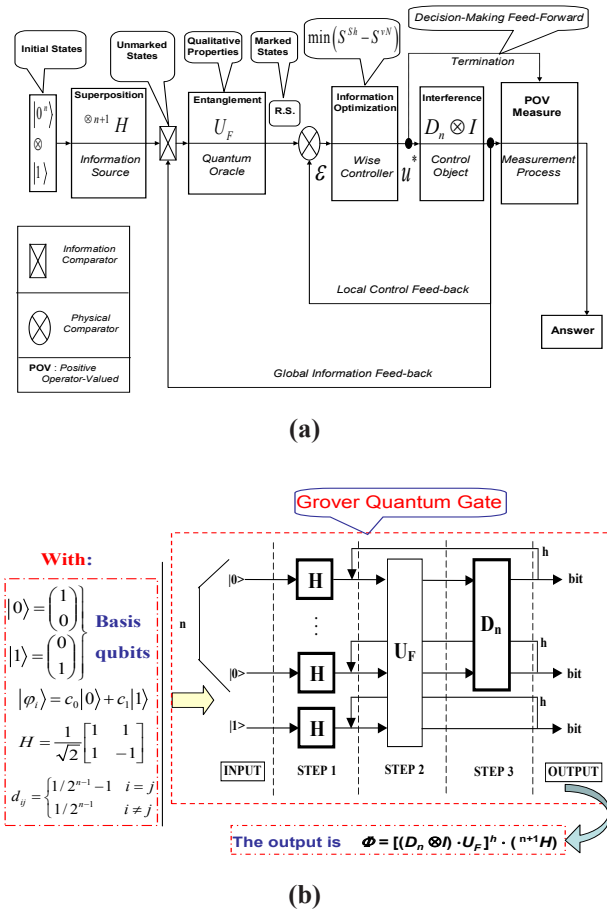 Initial States
Unmarked
States
Qualitative
Properties
Marked
States
min(S^{Sh} − S^{vN})
Decision-Making Feed-Forward
Termination
|0^n⟩
⊗
|1⟩
Superposition
⊗n+1 H
Information
Source
Entanglement
U_F
Quantum
Oracle
R.S.
ε
Information
Optimization
Wise
Controller
u*
Interference
D_n ⊗ I
Control
Object
POV
Measure
Measurement
Process
Information
Comparator
Physical
Comparator
POV : Positive
Operator-Valued
Local Control Feed-back
Global Information Feed-back
Answer
(a)
Grover Quantum Gate
With:
|0⟩ = (1 0)
|1⟩ = (0 1)
Basis
qubits
|φ_i⟩ = c_0|0⟩ + c_1|1⟩
H = 1/√2 [1 1 1 −1]
d_ij = {1/2^{n−1} −1 i = j
1/2^{n−1} i ≠ j
n
|0> H h bit
⋮
U_F
D_n
|0> H h bit
|1> H h bit
INPUT STEP 1 STEP 2 STEP 3 OUTPUT
The output is Φ = [(D_n ⊗I) ·U_F]^h · (^{n+1}H)
(b)